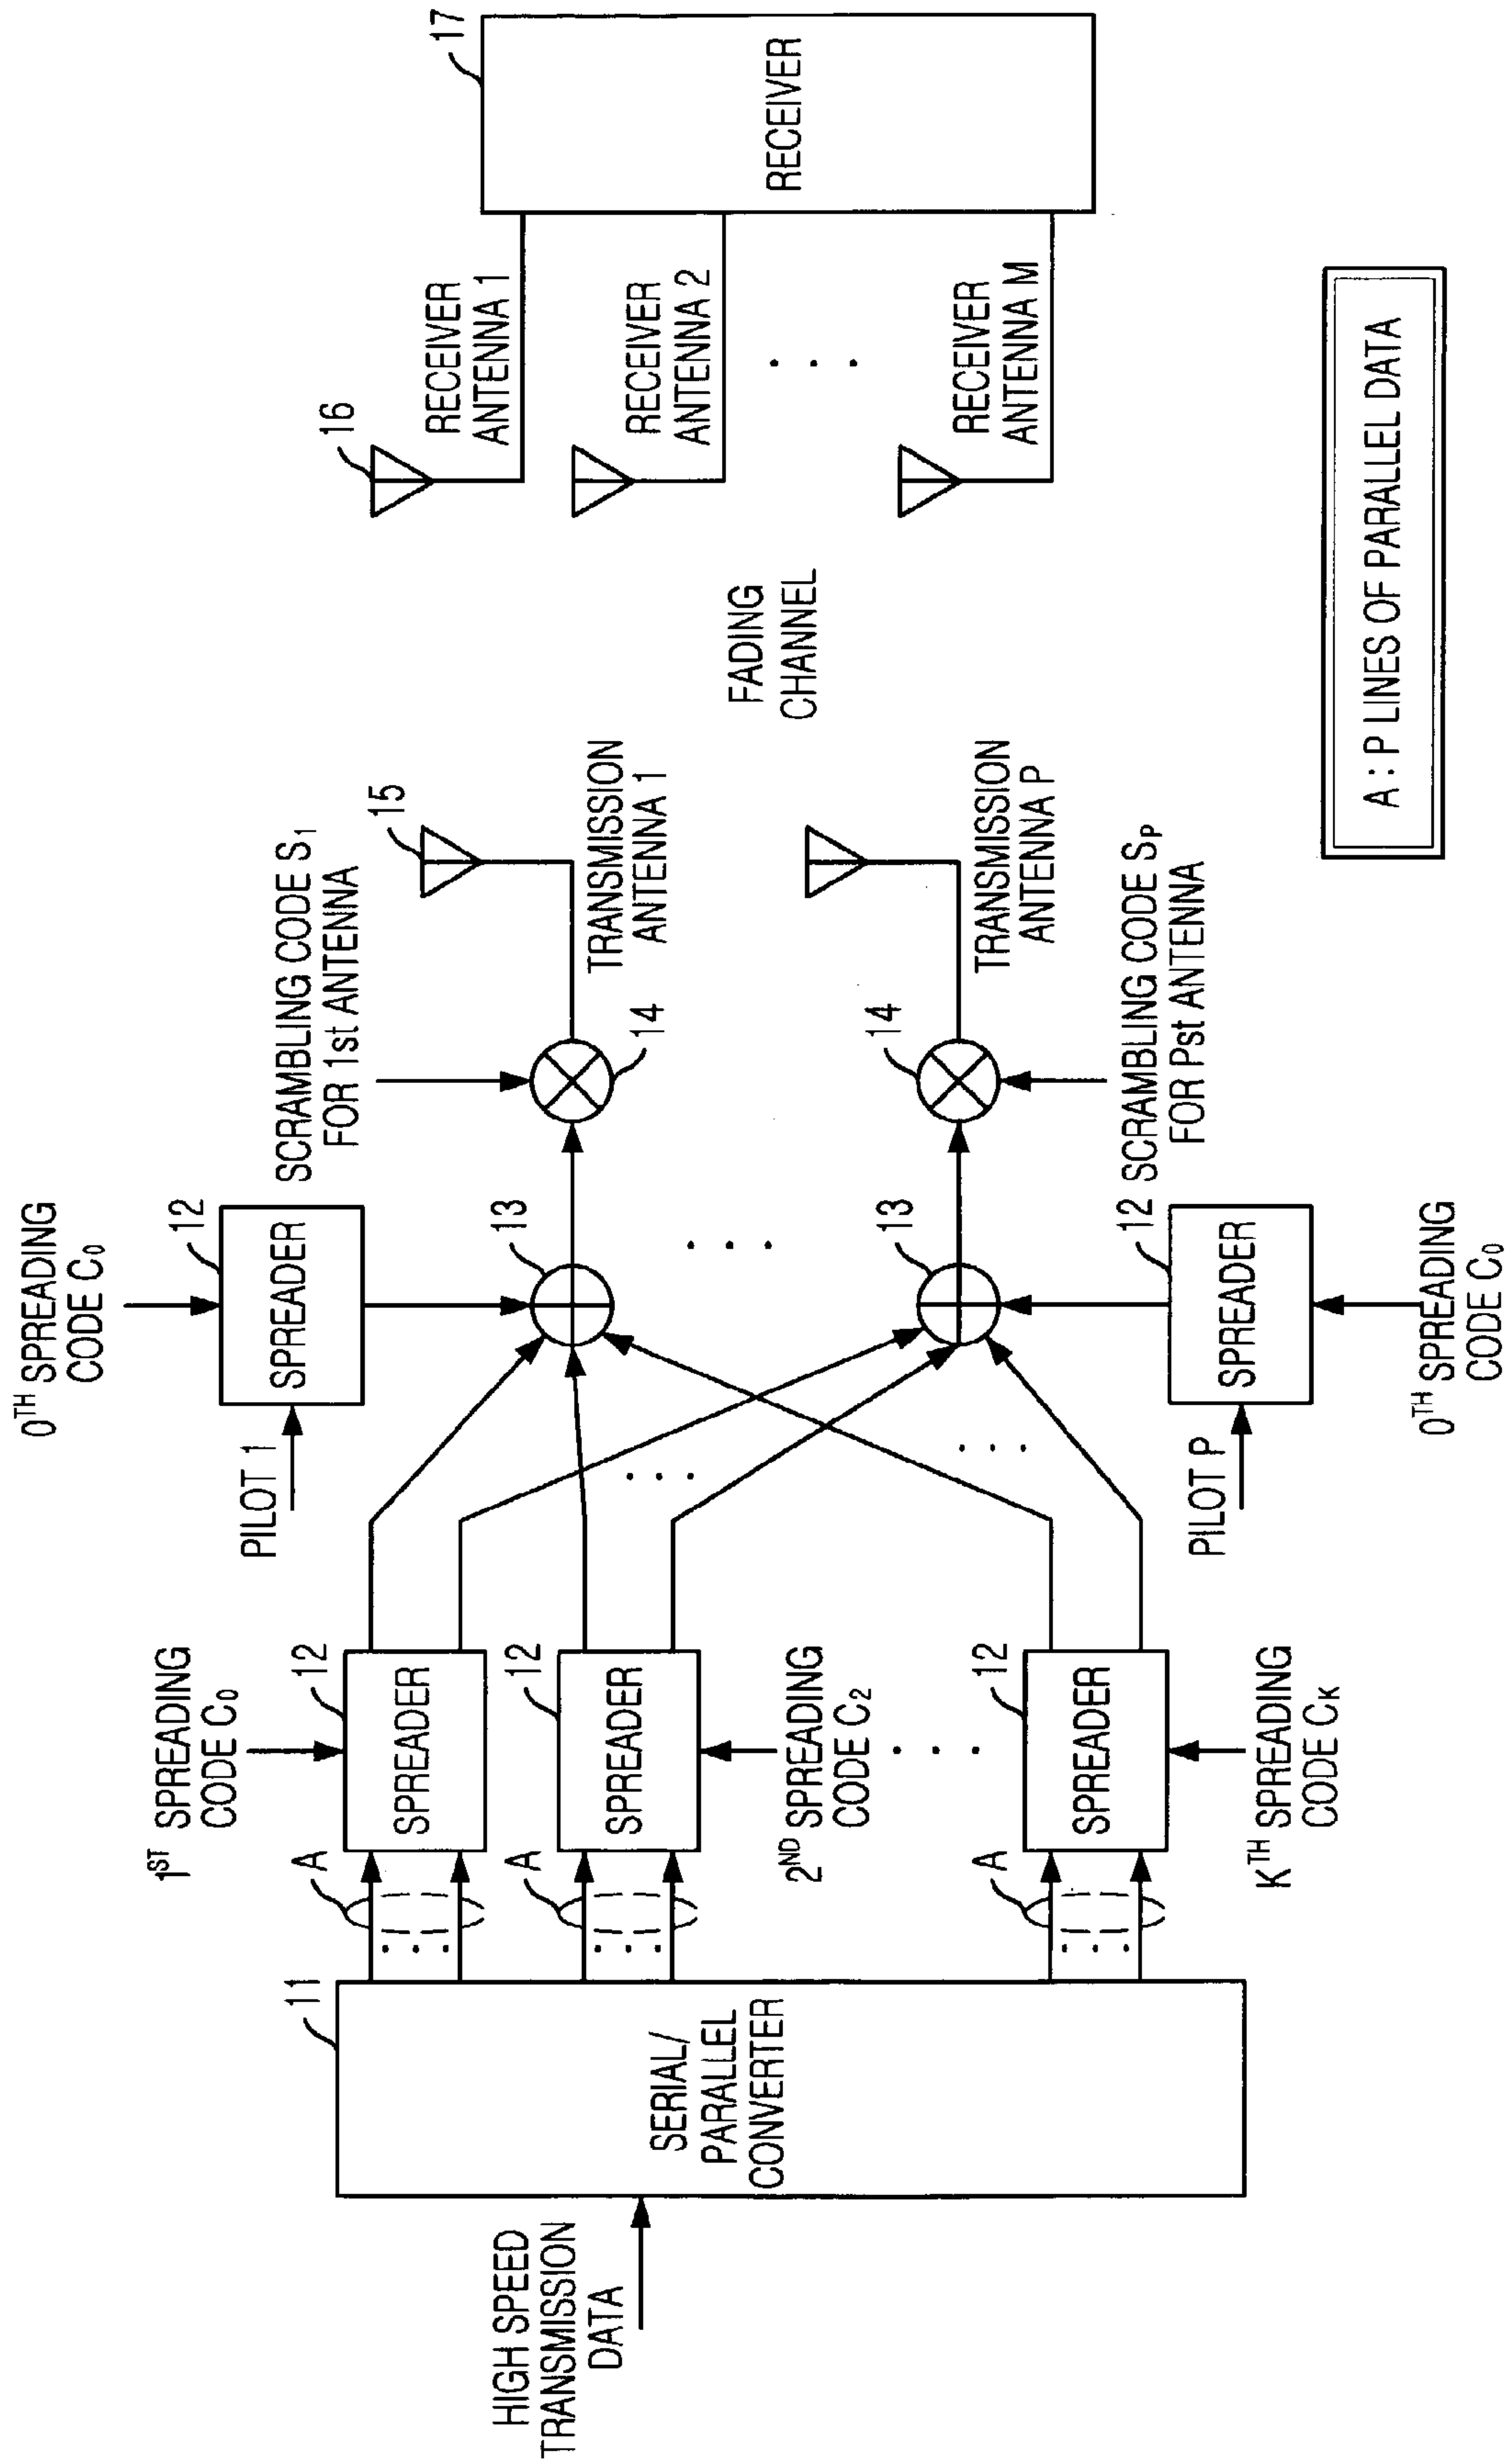 HIGH SPEED
TRANSMISSION
DATA
11
SERIAL/
PARALLEL
CONVERTER
A
A
A
1ST SPREADING
CODE C0
12
SPREADER
12
SPREADER
2ND SPREADING
CODE C2
12
SPREADER
KTH SPREADING
CODE CK
0TH SPREADING
CODE C0
12
SPREADER
PILOT 1
13
SCRAMBLING CODE S1
FOR 1st ANTENNA
14
15
TRANSMISSION
ANTENNA 1
13
14
TRANSMISSION
ANTENNA P
PILOT P
12
SPREADER
0TH SPREADING
CODE C0
SCRAMBLING CODE SP
FOR Pst ANTENNA
FADING
CHANNEL
16
RECEIVER
ANTENNA 1
RECEIVER
ANTENNA 2
RECEIVER
ANTENNA M
17
RECEIVER
A : P LINES OF PARALLEL DATA